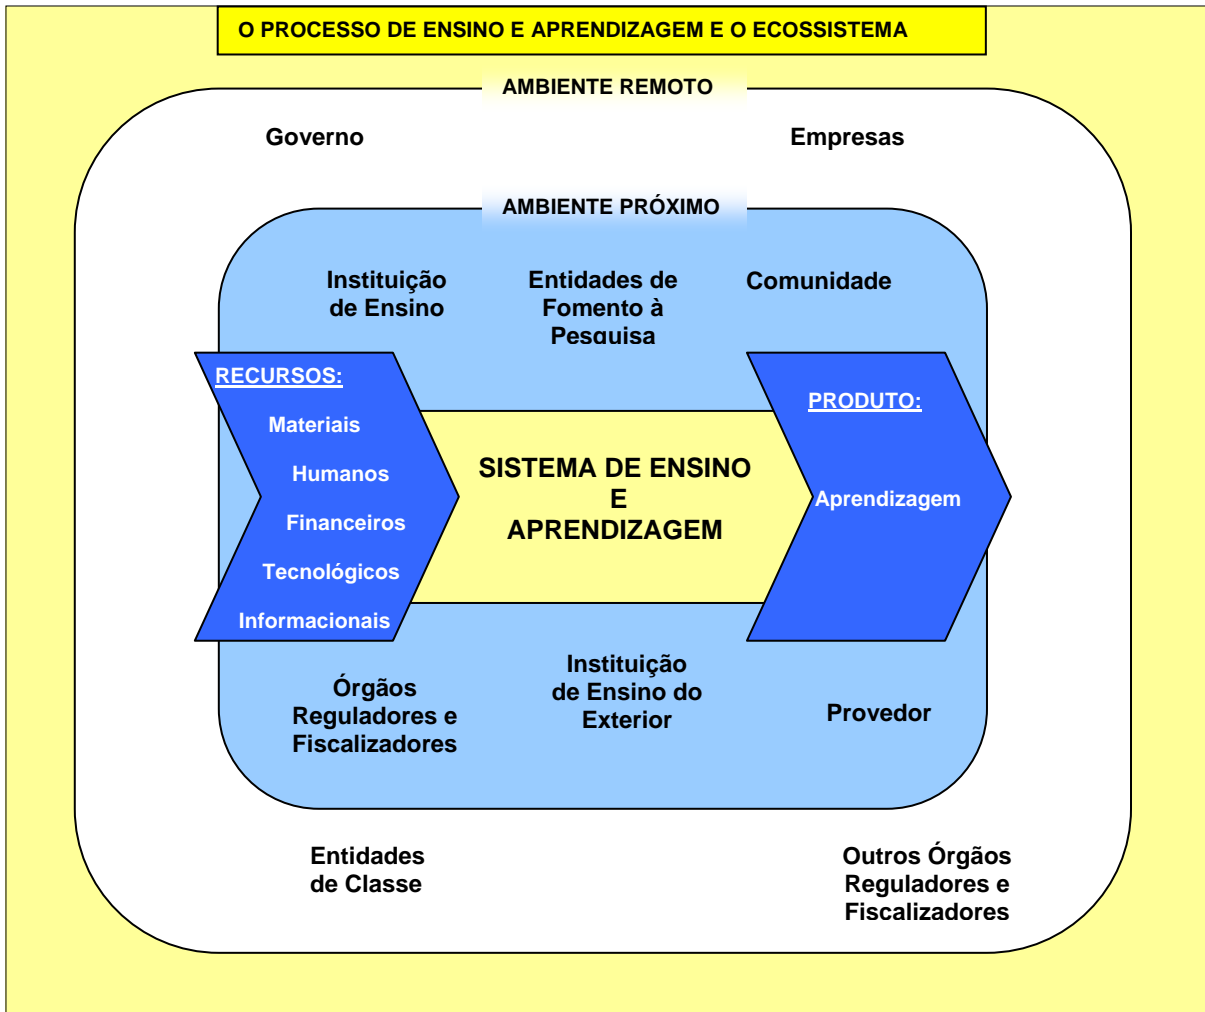 O PROCESSO DE ENSINO E APRENDIZAGEM E O ECOSSISTEMA
AMBIENTE REMOTO
Governo
Empresas
AMBIENTE PRÓXIMO
Instituição
de Ensino
Entidades de
Fomento à
Pesquisa
Comunidade
RECURSOS:
Materiais
Humanos
Financeiros
Tecnológicos
Informacionais
SISTEMA DE ENSINO
E
APRENDIZAGEM
PRODUTO:
Aprendizagem
Órgãos
Reguladores e
Fiscalizadores
Instituição
de Ensino do
Exterior
Provedor
Entidades
de Classe
Outros Órgãos
Reguladores e
Fiscalizadores